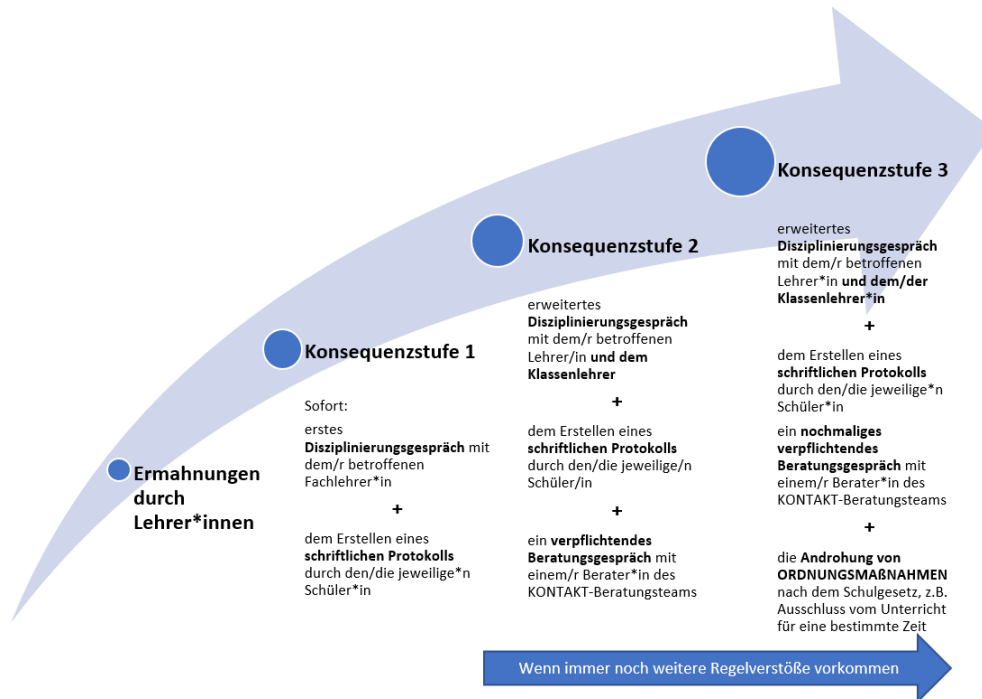 Ermahnungen
durch
Lehrer*innen
Konsequenzstufe 1
Sofort:
erstes
Disziplinierungsgespräch mit
dem/r betroffenen
Fachlehrer*in
+
dem Erstellen eines
schriftlichen Protokolls
durch den/die jeweilige*n
Schüler*in
Konsequenzstufe 2
erweitertes
Disziplinierungsgespräch
mit dem/r betroffenen
Lehrer/in und dem
Klassenlehrer
+
dem Erstellen eines
schriftlichen Protokolls
durch den/die jeweilige/n
Schüler/in
+
ein verpflichtendes
Beratungsgespräch mit
einem/r Berater*in des
KONTAKT-Beratungsteams
Konsequenzstufe 3
erweitertes
Disziplinierungsgespräch
mit dem/r betroffenen
Lehrer*in und dem/der
Klassenlehrer*in
+
dem Erstellen eines
schriftlichen Protokolls
durch den/die jeweilige*n
Schüler*in
ein nochmaliges
verpflichtendes
Beratungsgespräch mit
einem/r Berater*in des
KONTAKT-Beratungsteams
+
die Androhung von
ORDNUNGSMAßNAHMEN
nach dem Schulgesetz, z.B.
Ausschluss vom Unterricht
für eine bestimmte Zeit
Wenn immer noch weitere Regelverstöße vorkommen